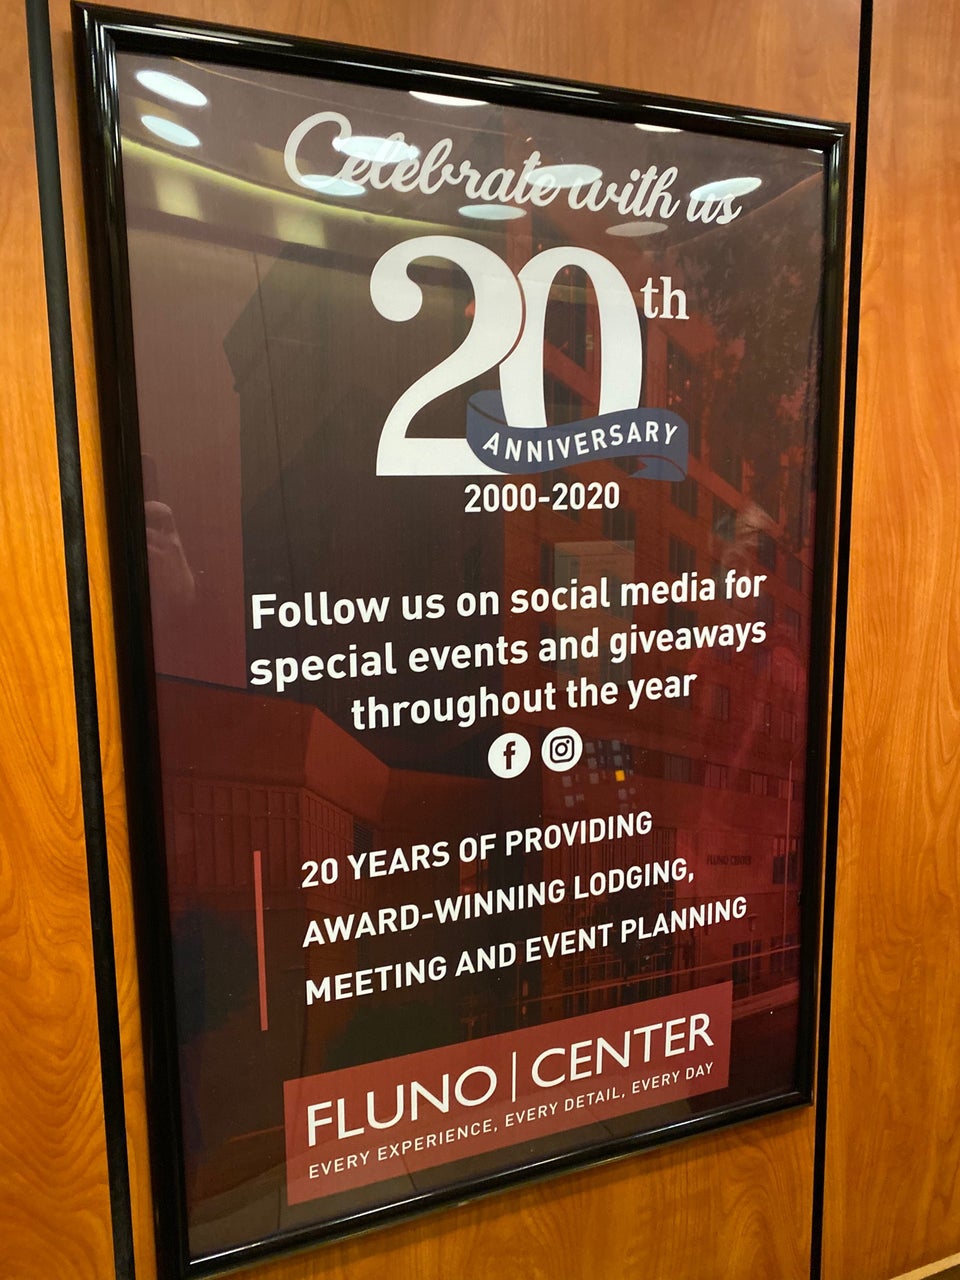 Celebrate with us
20th
ANNIVERSARY
2000-2020
Follow us on social media for
special events and giveaways
throughout the year
20 YEARS OF PROVIDING
AWARD-WINNING LODGING,
MEETING AND EVENT PLANNING
FLUNO CENTER
FLUNO | CENTER
EVERY EXPERIENCE, EVERY DETAIL, EVERY DAY